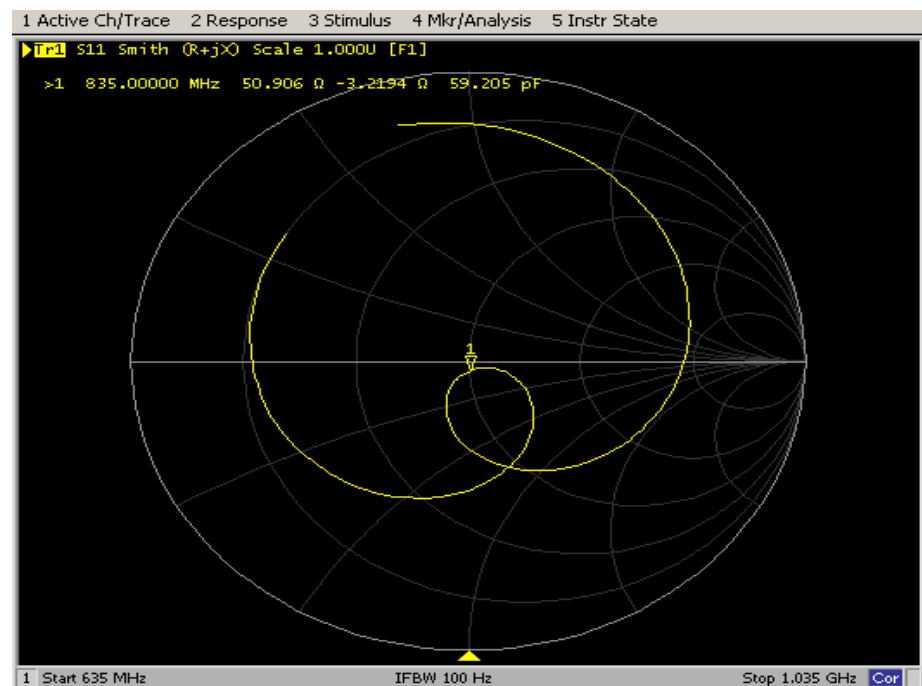 1 Active Ch/Trace 2 Response 3 Stimulus 4 Mkr/Analysis 5 Instr State
Tr1 S11 Smith (R+jX) Scale 1.000U [F1]
>1 835.00000 MHz 50.906 Ω -3.2194 Ω 59.205 pF
1
1 Start 635 MHz IFBW 100 Hz Stop 1.035 GHz Cor